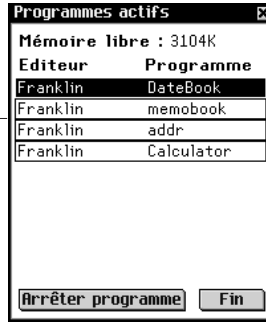 Programmes actifs
Mémoire libre : 3104K
Editeur Programme
Franklin DateBook
Franklin memobook
Franklin addr
Franklin Calculator
Arrêter programme Fin